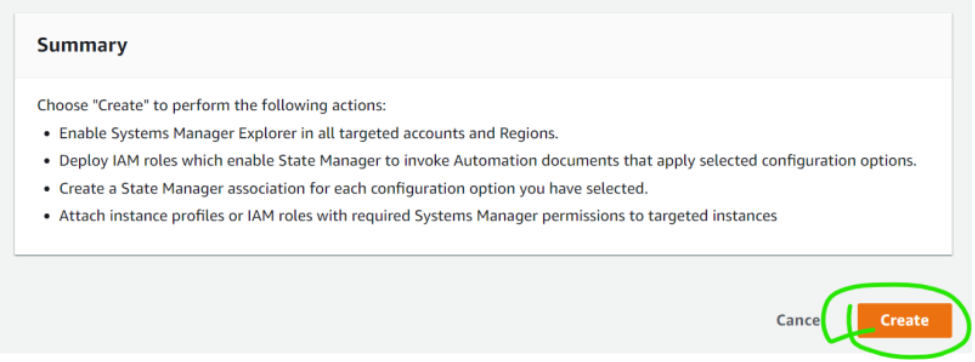 Summary
Choose "Create" to perform the following actions:
• Enable Systems Manager Explorer in all targeted accounts and Regions.
• Deploy IAM roles which enable State Manager to invoke Automation documents that apply selected configuration options.
• Create a State Manager association for each configuration option you have selected.
• Attach instance profiles or IAM roles with required Systems Manager permissions to targeted instances
Cancel Create